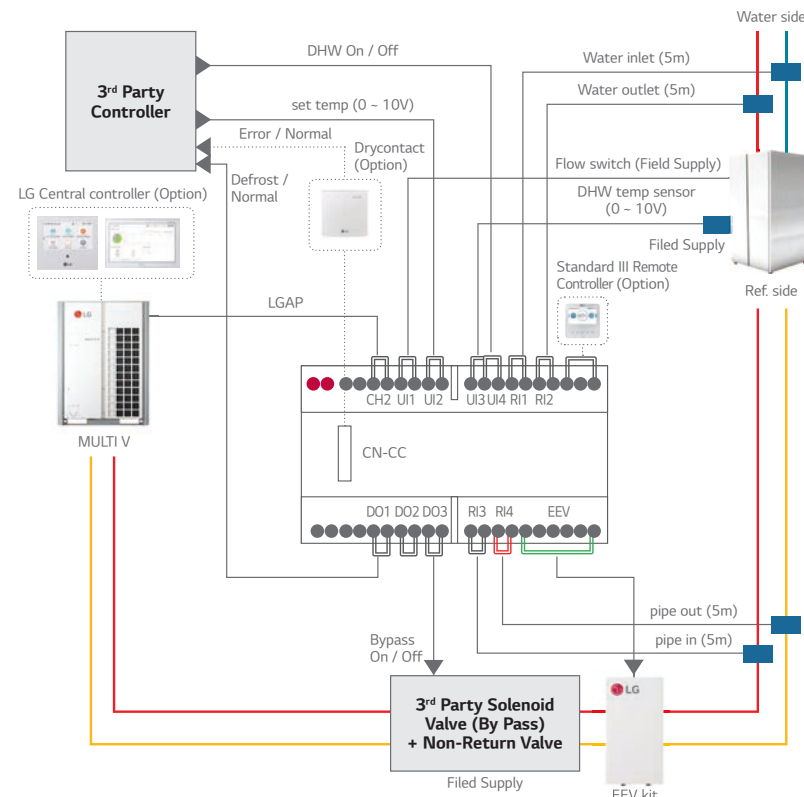 Water side
DHW On / Off
Water inlet (5m)
3rd Party
Controller
Water outlet (5m)
set temp (0 ~ 10V)
Error / Normal
Drycontact
(Option)
Flow switch (Field Supply)
Defrost /
Normal
DHW temp sensor
(0 ~ 10V)
LG Central controller (Option)
Filed Supply
Standard III Remote
Controller (Option)
Ref. side
LGAP
LG
CH2 UI1 UI2 UI3 UI4 RI1 RI2
MULTI V
CN-CC
DO1 DO2 DO3 RI3 RI4 EEV
pipe out (5m)
Bypass
On / Off
pipe in (5m)
LG
3rd Party Solenoid
Valve (By Pass)
+ Non-Return Valve
Filed Supply
EEV kit